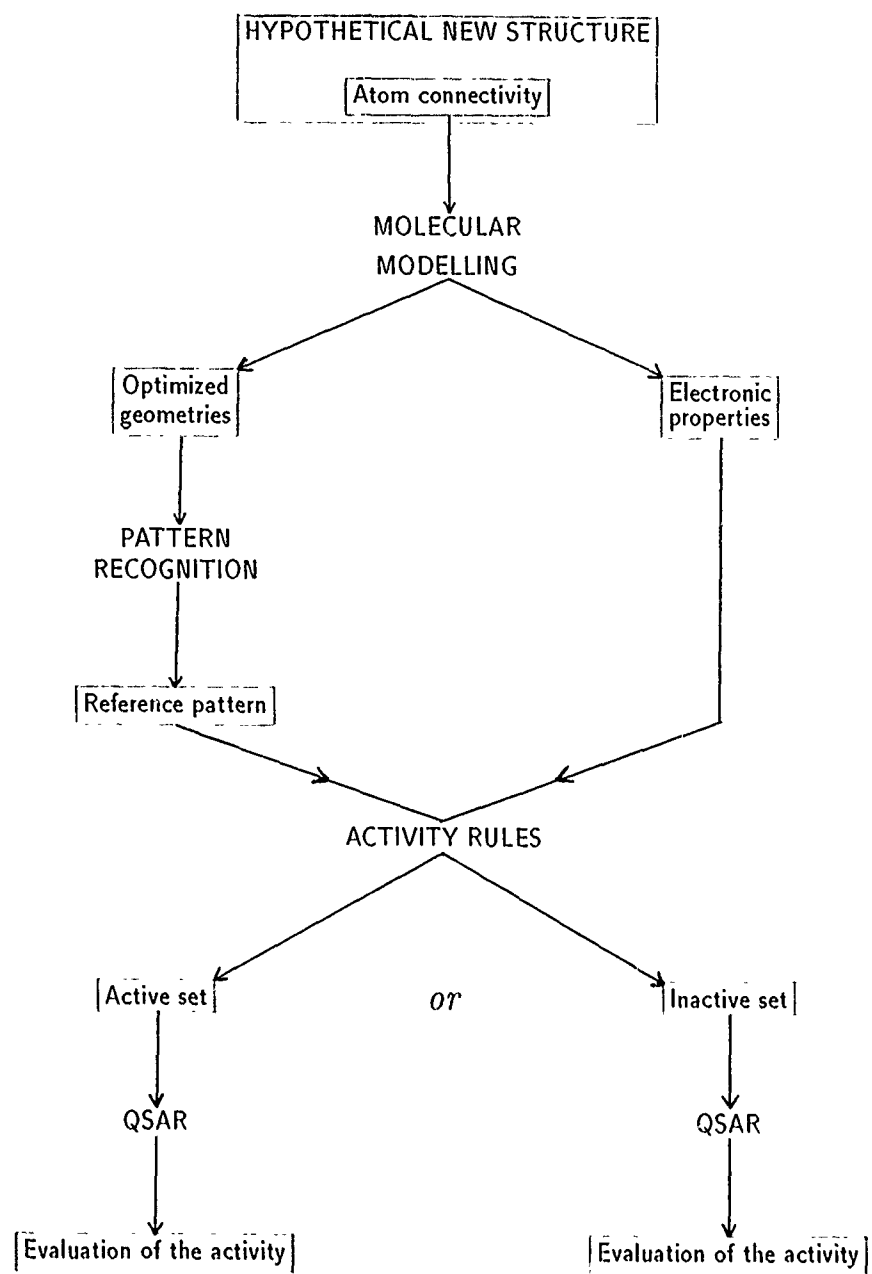 HYPOTHETICAL NEW STRUCTURE
Atom connectivity
MOLECULAR
MODELLING
Optimized
geometries
Electronic
properties
PATTERN
RECOGNITION
Reference pattern
ACTIVITY RULES
Active set
or
Inactive set
QSAR
QSAR
Evaluation of the activity
Evaluation of the activity